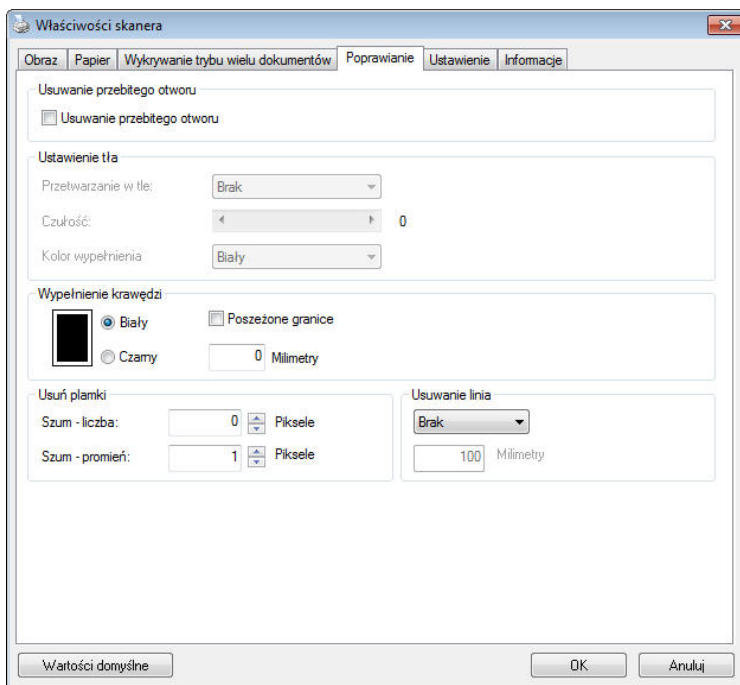 Właściwości skanera
Obraz Papier Wykrywanie trybu wielu dokumentów Poprawianie Ustawienie Informacje
Usuwanie przebitego otworu
Usuwanie przebitego otworu
Ustawienie tła
Przetwarzanie w tle: Brak
Czułość: 0
Kolor wypełnienia Biały
Wypełnienie krawędzi
Biały Poszeżone granice
Czarny 0 Milimetry
Usuń plamki Usuwanie linia
Szum - liczba: 0 Piksele Brak
Szum - promień: 1 Piksele 100 Milimetry
Wartości domyślne OK Anuluj